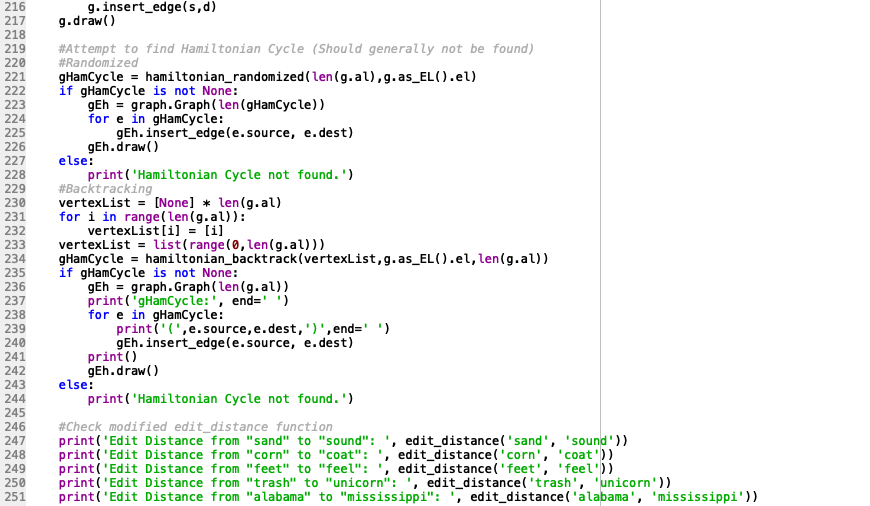 216 g.insert_edge(s,d)
217 g.draw()
218
219 #Attempt to find Hamiltonian Cycle (Should generally not be found)
220 #Randomized
221 gHamCycle = hamiltonian_randomized(len(g.al),g.as_EL().el)
222 if gHamCycle is not None:
223 gEh = graph.Graph(len(gHamCycle))
224 for e in gHamCycle:
225 gEh.insert_edge(e.source, e.dest)
226 gEh.draw()
227 else:
228 print('Hamiltonian Cycle not found.')
229 #Backtracking
230 vertexList = [None] * len(g.al)
231 for i in range(len(g.al)):
232 vertexList[i] = [i]
233 vertexList = list(range(0,len(g.al)))
234 gHamCycle = hamiltonian_backtrack(vertexList,g.as_EL().el,len(g.al))
235 if gHamCycle is not None:
236 gEh = graph.Graph(len(g.al))
237 print('gHamCycle:', end=' ')
238 for e in gHamCycle:
239 print('(',e.source,e.dest,')',end=' ')
240 gEh.insert_edge(e.source, e.dest)
241 print()
242 gEh.draw()
243 else:
244 print('Hamiltonian Cycle not found.')
245
246 #Check modified edit_distance function
247 print('Edit Distance from "sand" to "sound": ', edit_distance('sand', 'sound'))
248 print('Edit Distance from "corn" to "coat": ', edit_distance('corn', 'coat'))
249 print('Edit Distance from "feet" to "feel": ', edit_distance('feet', 'feel'))
250 print('Edit Distance from "trash" to "unicorn": ', edit_distance('trash', 'unicorn'))
251 print('Edit Distance from "alabama" to "mississippi": ', edit_distance('alabama', 'mississippi'))